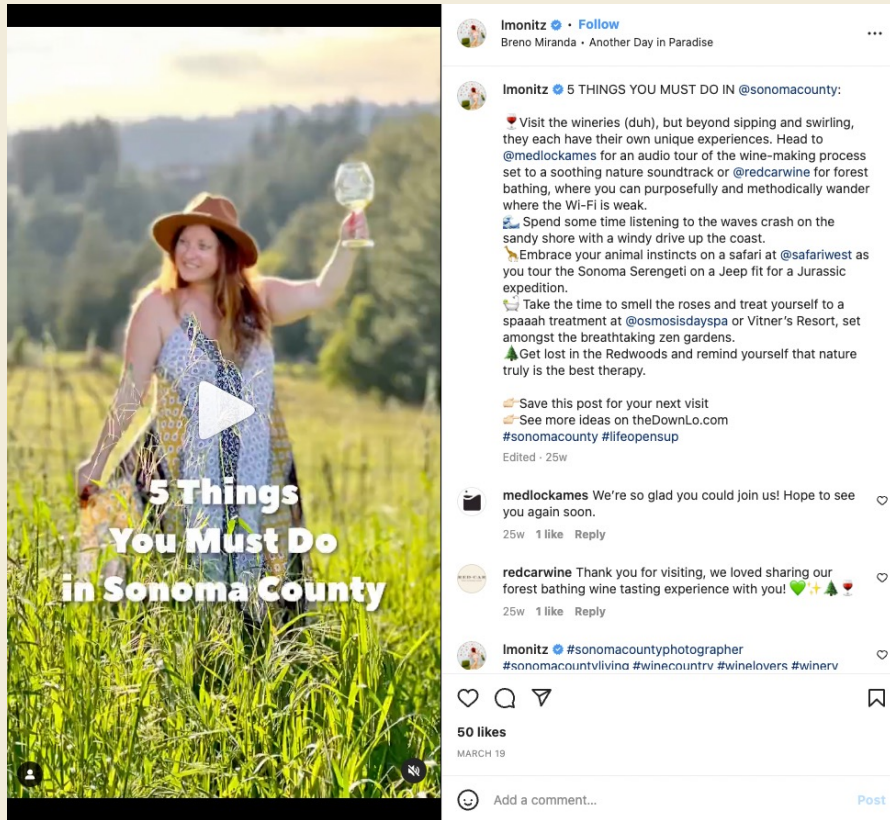 lmonitz • Follow
Breno Miranda • Another Day in Paradise
lmonitz 5 THINGS YOU MUST DO IN @sonomacounty:
🍷Visit the wineries (duh), but beyond sipping and swirling,
they each have their own unique experiences. Head to
@medlockames for an audio tour of the wine-making process
set to a soothing nature soundtrack or @redcarwine for forest
bathing, where you can purposefully and methodically wander
where the Wi-Fi is weak.
🌊 Spend some time listening to the waves crash on the
sandy shore with a windy drive up the coast.
🦒Embrace your animal instincts on a safari at @safariwest as
you tour the Sonoma Serengeti on a Jeep fit for a Jurassic
expedition.
🛀 Take the time to smell the roses and treat yourself to a
spaaah treatment at @osmosisdayspa or Vitner's Resort, set
amongst the breathtaking zen gardens.
🌲Get lost in the Redwoods and remind yourself that nature
truly is the best therapy.
👉🏻Save this post for your next visit
👉🏻See more ideas on theDownLo.com
#sonomacounty #lifeopensup
Edited · 25w
medlockames We're so glad you could join us! Hope to see
you again soon.
25w 1 like Reply
RED CAR
redcarwine Thank you for visiting, we loved sharing our
forest bathing wine tasting experience with you! 💚✨🌲🍷
25w 1 like Reply
lmonitz #sonomacountyphotographer
#sonomacountyliving #winecountry #winelovers #winery
50 likes
MARCH 19
Add a comment...
Post
5 Things
You Must Do
in Sonoma County